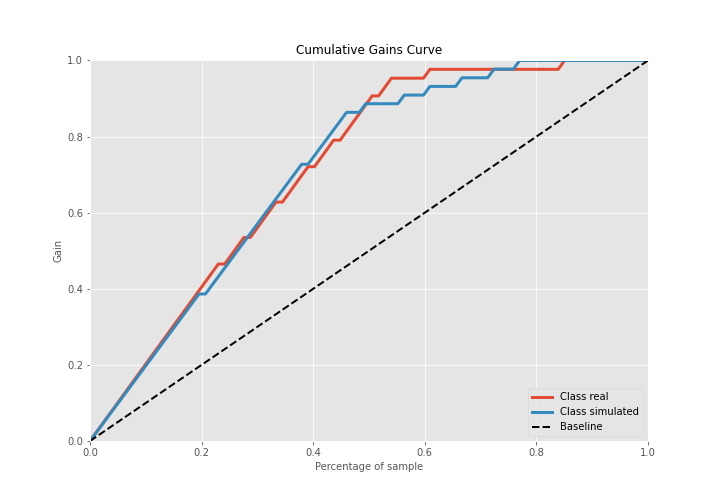 Cumulative Gains Curve
1.0
0.8
0.6
0.4
0.2
0.0
Gain
0.0 0.2 0.4 0.6 0.8 1.0
Percentage of sample
Class real
Class simulated
Baseline